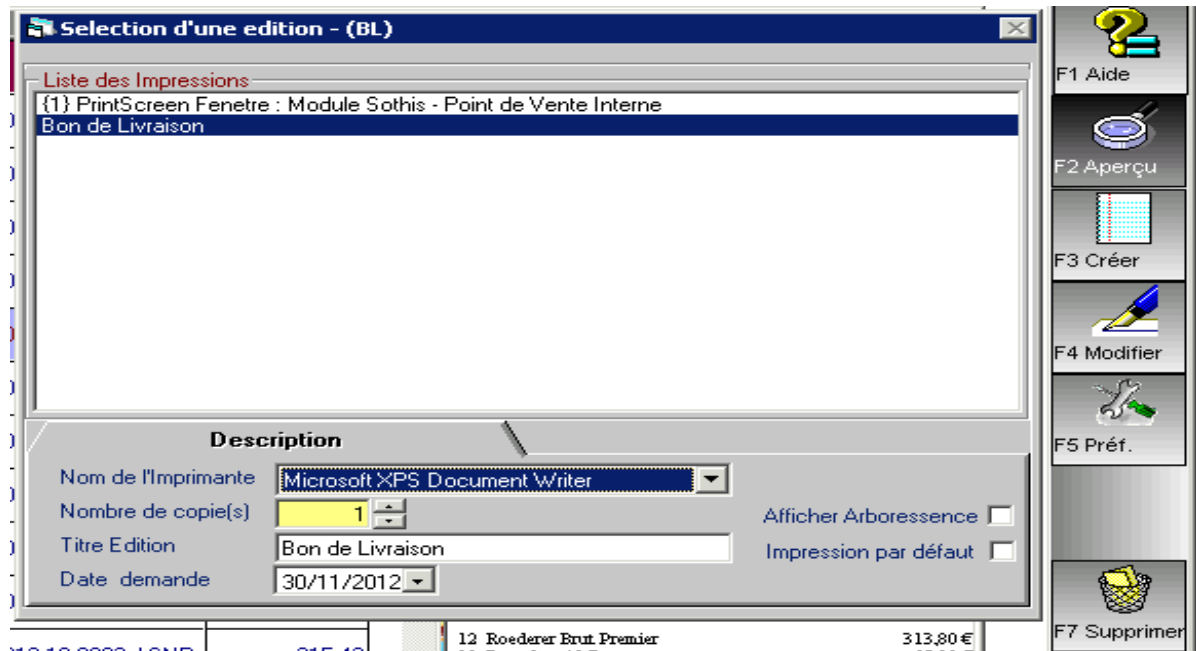 Selection d'une edition - (BL)
Liste des Impressions
{1} PrintScreen Fenetre : Module Sothis - Point de Vente Interne
Bon de Livraison
Description
Nom de l'Imprimante Microsoft XPS Document Writer
Nombre de copie(s) 1
Afficher Arboressence
Titre Edition Bon de Livraison
Impression par défaut
Date demande 30/11/2012
F1 Aide
F2 Aperçu
F3 Créer
F4 Modifier
F5 Préf.
F7 Supprimer
12 Roederer Brut Premier 313,80 €